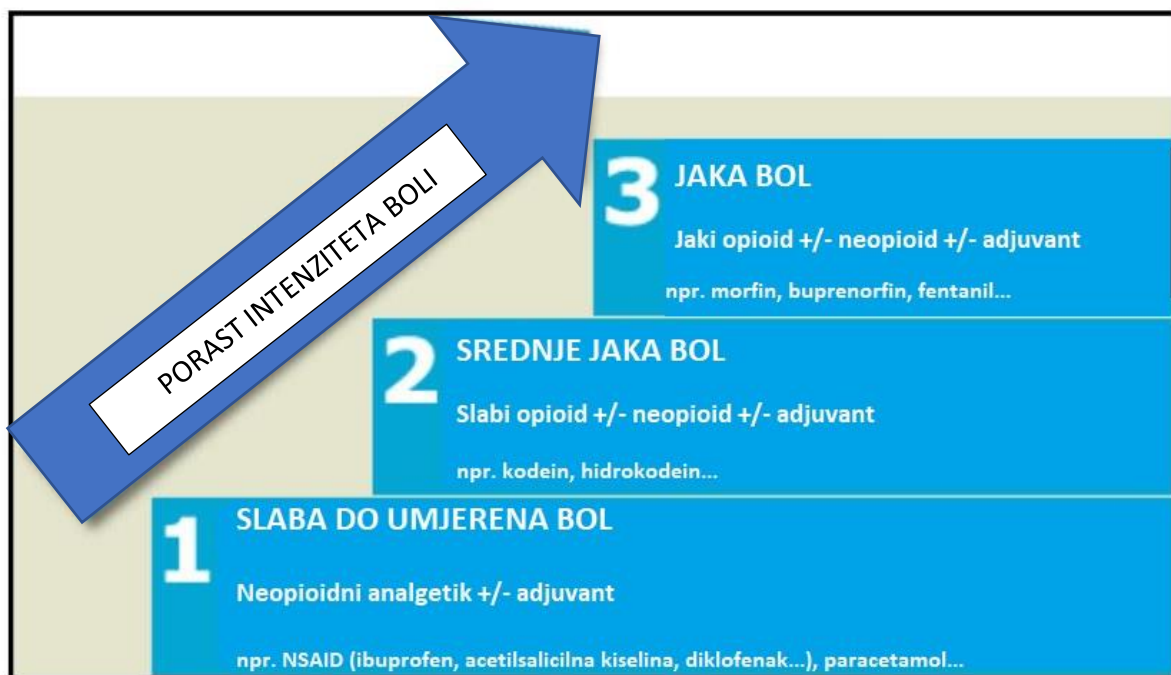 PORAST INTENZITETA BOLI
3 JAKA BOL
Jaki opioid +/- neopioid +/- adjuvant
npr. morfin, buprenorfin, fentanil...
2 SREDNJE JAKA BOL
Slabi opioid +/- neopioid +/- adjuvant
npr. kodein, hidrokodein...
1 SLABA DO UMJERENA BOL
Neopioidni analgetik +/- adjuvant
npr. NSAID (ibuprofen, acetilsalicilna kiselina, diklofenak...), paracetamol...